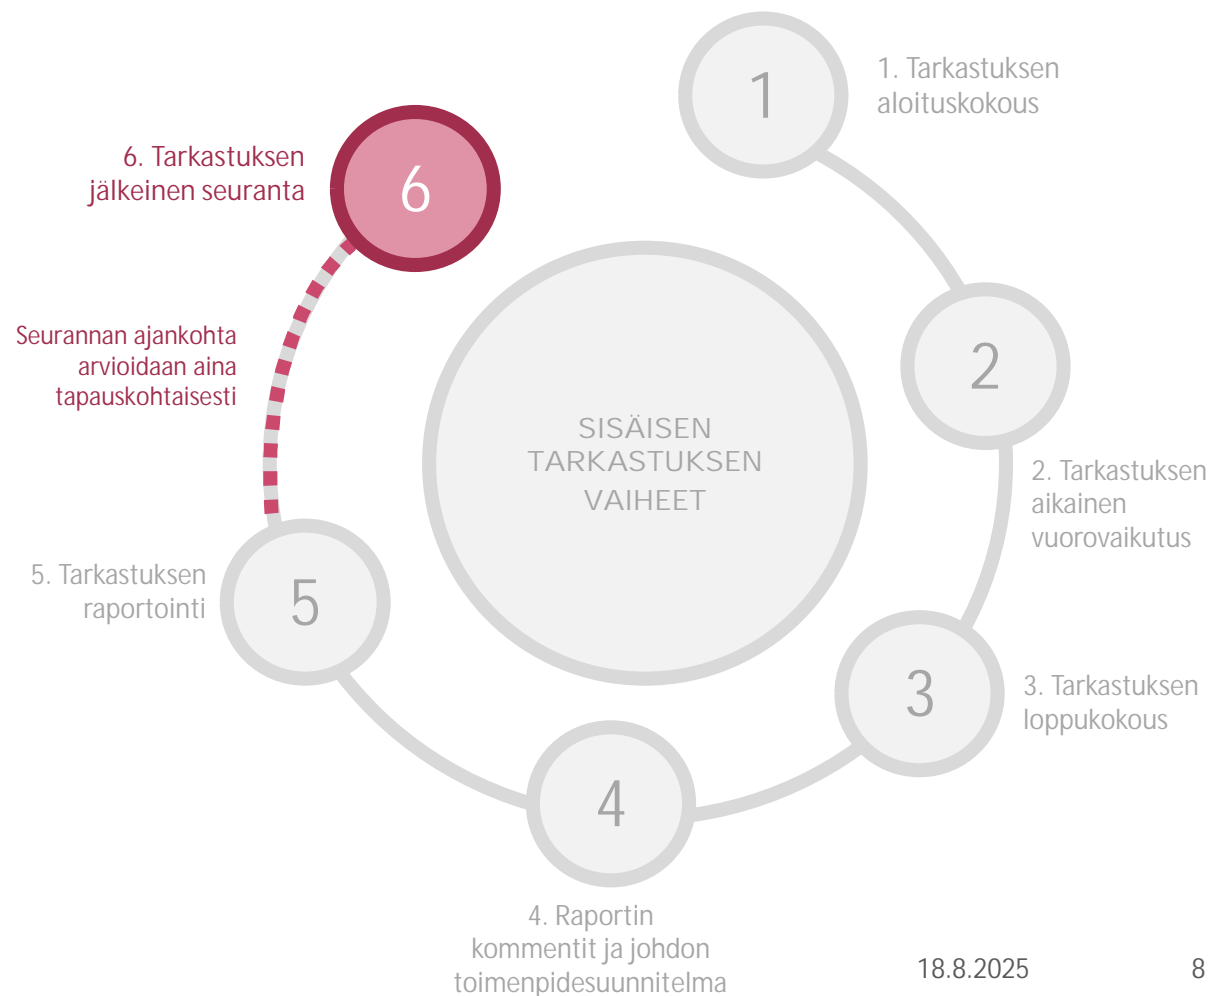 SISÄISEN
TARKASTUKSEN
VAIHEET
1
1. Tarkastuksen
aloituskokous
2
2. Tarkastuksen
aikainen
vuorovaikutus
3
3. Tarkastuksen
loppukokous
4
4. Raportin
kommentit ja johdon
toimenpidesuunnitelma
5
5. Tarkastuksen
raportointi
Seurannan ajankohta
arvioidaan aina
tapauskohtaisesti
6
6. Tarkastuksen
jälkeinen seuranta
18.8.2025
8